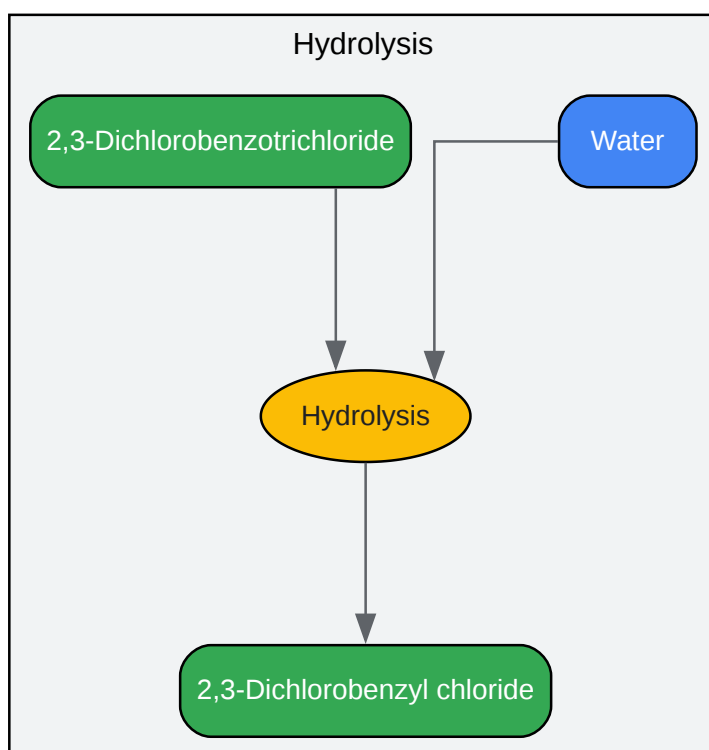 Hydrolysis
2,3-Dichlorobenzotrichloride
Water
Hydrolysis
2,3-Dichlorobenzyl chloride